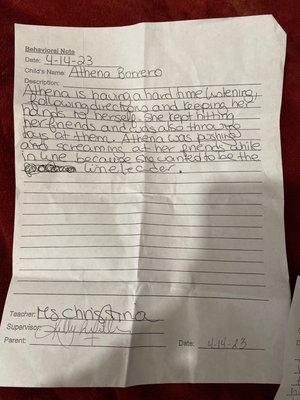 Behavioral Note
Date: 4-14-23
Child's Name: Athena Borrero
Description:
Athena is having a hard time listening,
following directions and keeping her
hands to herself. She kept hitting
her friends and was also throwing
toys at them. Athena was pushing
and screaming at her friends while
in line because she wanted to be the
line leader.
Teacher: Ms Christina
Supervisor:
Parent: Date: 4-14-23